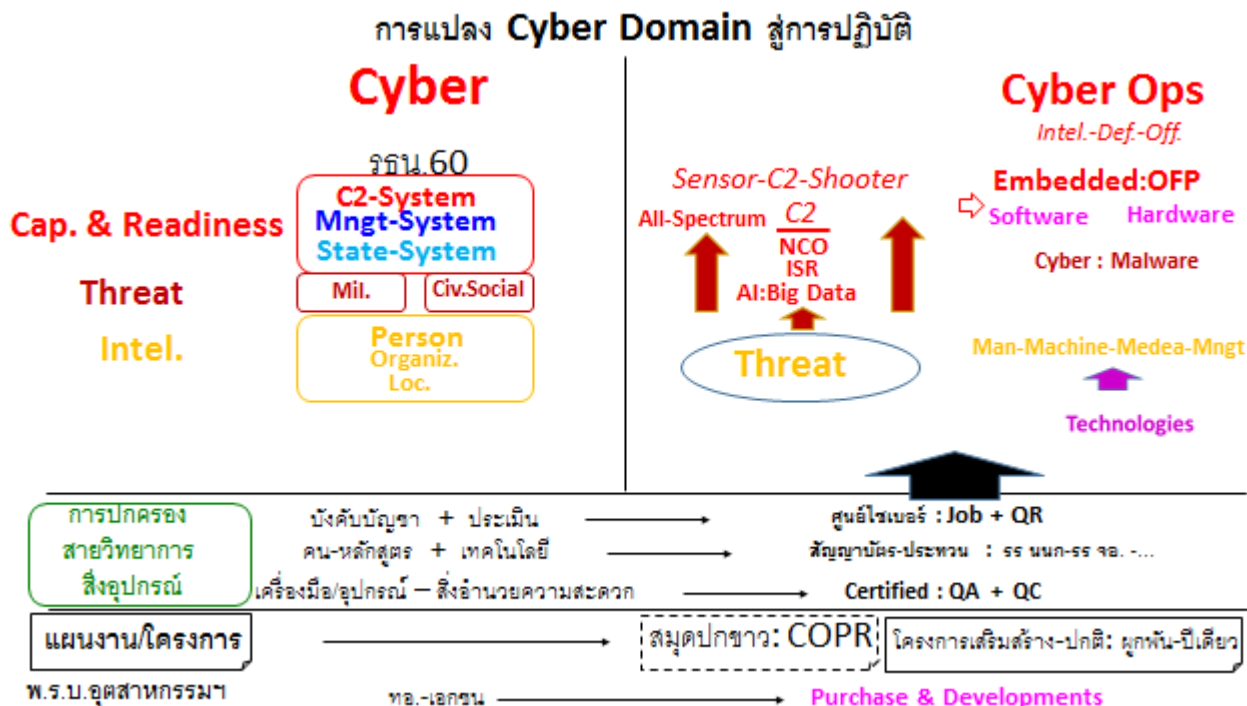 การแปลง Cyber Domain สู่การปฏิบัติ
Cyber
รธน.60
Cap. & Readiness
C2-System
Mngt-System
State-System
Threat
Mil.
Civ.Social
Intel.
Person
Organiz.
Loc.
Cyber Ops
Intel.-Def.-Off.
Sensor-C2-Shooter
All-Spectrum
C2
NCO
ISR
AI:Big Data
Threat
Embedded:OFP
Software Hardware
Cyber : Malware
Man-Machine-Medea-Mngt
Technologies
การปกครอง
สายวิทยาการ
สิ่งอุปกรณ์
บังคับบัญชา + ประเมิน
ศูนย์ไซเบอร์ : Job + QR
คน-หลักสูตร + เทคโนโลยี
สัญญาบัตร-ประทวน : รร นนก-รร จอ. -...
เครื่องมือ/อุปกรณ์ – สิ่งอำนวยความสะดวก
Certified : QA + QC
แผนงาน/โครงการ
สมุดปกขาว: COPR
โครงการเสริมสร้าง-ปกติ: ผูกพัน-ปีเดียว
พ.ร.บ.อุตสาหกรรมฯ
ทอ.-เอกชน
Purchase & Developments